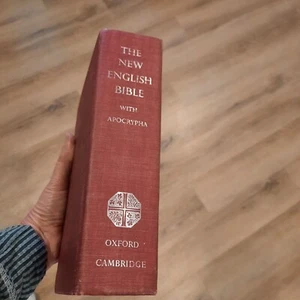 THE
NEW
ENGLISH
BIBLE
WITH
APOCRYPHA
OXFORD
CAMBRIDGE